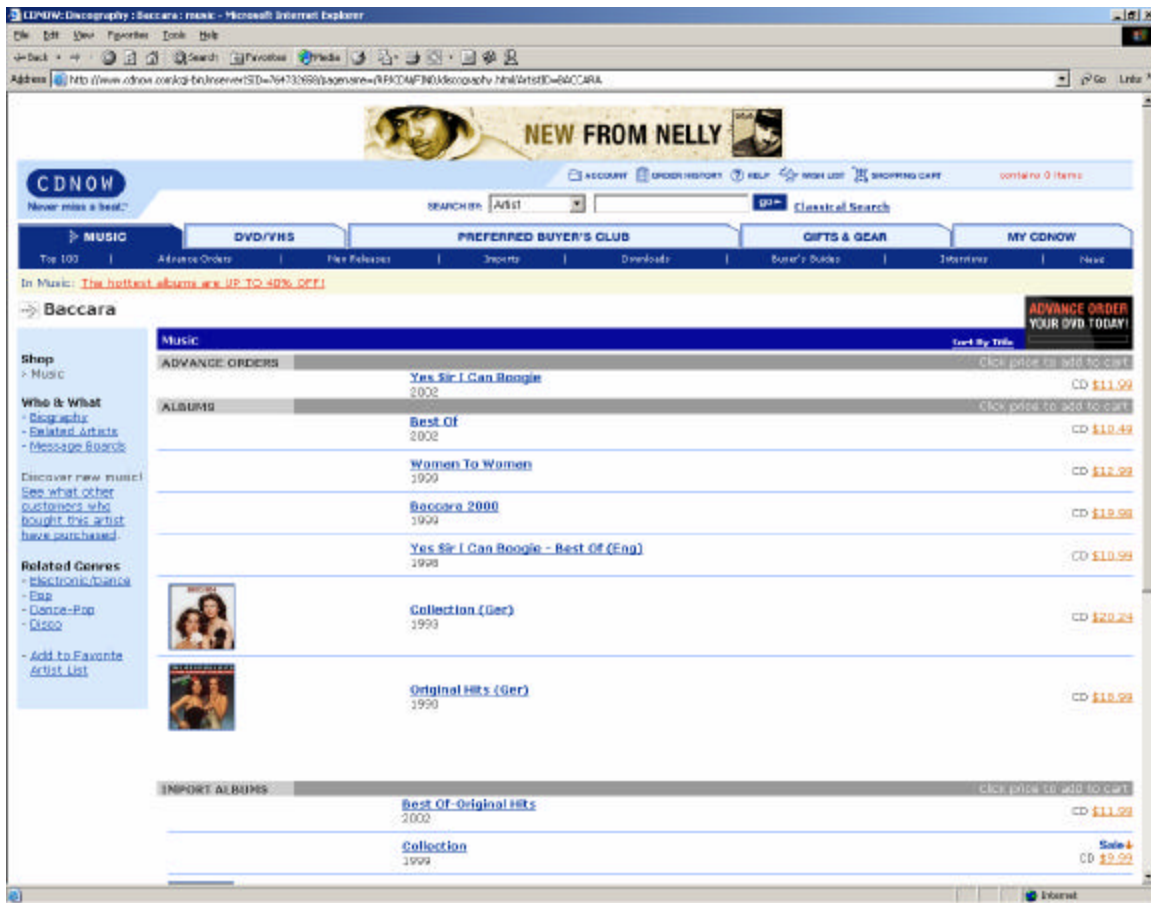 CDNOW: Discography : Baccara : music - Microsoft Internet Explorer
File Edit View Favorites Tools Help
Back Search Favorites Media
Address Go Links
NEW FROM NELLY
CDNOW
Never miss a beat.
ACCOUNT ORDER HISTORY HELP WISH LIST SHOPPING CART contains 0 items
SEARCH BY: Artist go Classical Search
MUSIC DVD/VHS PREFERRED BUYER'S CLUB GIFTS & GEAR MY CDNOW
Top 100 | Advance Orders | New Releases | Imports | Downloads | Buyer's Guides | Interviews | News
In Music: The hottest albums are UP TO 40% OFF!
Baccara
ADVANCE ORDER
YOUR DVD TODAY!
Shop
> Music
Who & What
- Biography
- Related Artists
- Message Boards
Discover new music!
See what other
customers who
bought this artist
have purchased.
Related Genres
- Electronic/Dance
- Pop
- Dance-Pop
- Disco
- Add to Favorite
Artist List
Music Sort By Title
ADVANCE ORDERS Click price to add to cart
Yes Sir I Can Boogie
2002
CD $11.99
ALBUMS Click price to add to cart
Best Of
2002
CD $10.49
Woman To Woman
1999
CD $12.99
Baccara 2000
1999
CD $19.98
Yes Sir I Can Boogie - Best Of (Eng)
1998
CD $10.99
Collection (Ger)
1993
CD $20.24
Original Hits (Ger)
1990
CD
IMPORT ALBUMS Click price to add to cart
Best Of-Original Hits
2002
CD $11.99
Collection
1999
Sale
CD $9.99
Internet